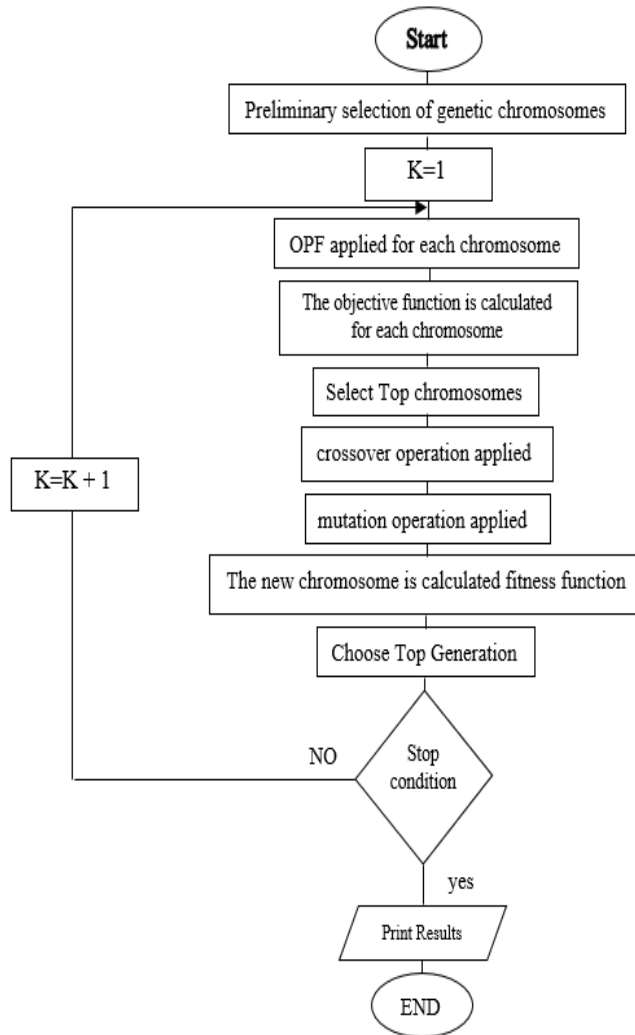 Start
Preliminary selection of genetic chromosomes
K=1
OPF applied for each chromosome
The objective function is calculated
for each chromosome
Select Top chromosomes
crossover operation applied
K=K + 1
mutation operation applied
The new chromosome is calculated fitness function
Choose Top Generation
NO
Stop
condition
yes
Print Results
END